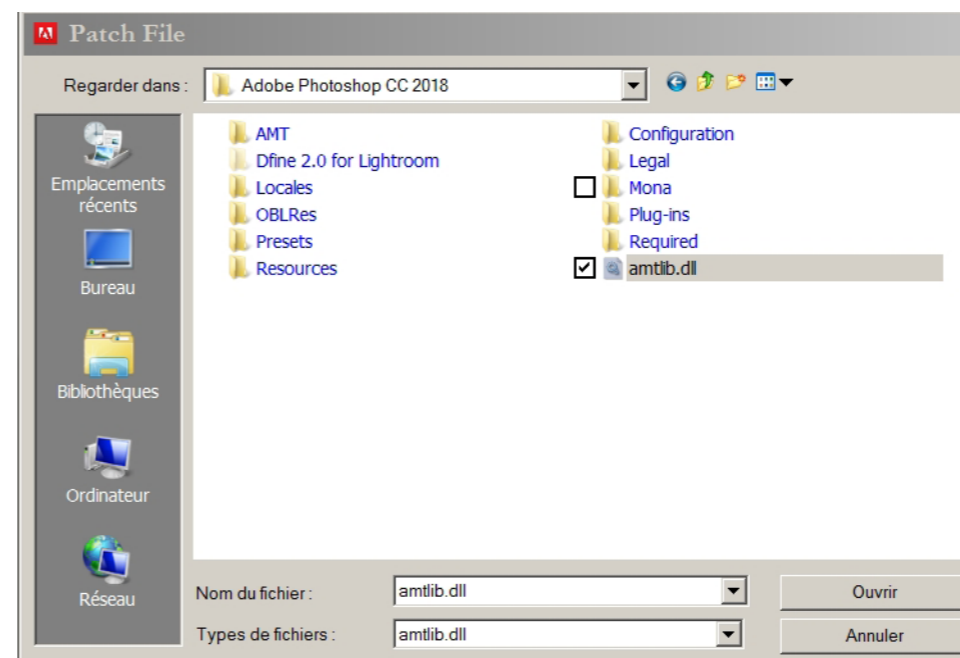 Patch File
Regarder dans :
Adobe Photoshop CC 2018
AMT
Dfine 2.0 for Lightroom
Locales
OBLRes
Presets
Resources
Configuration
Legal
Mona
Plug-ins
Required
amtlib.dll
Emplacements
récents
Bureau
Bibliothèques
Ordinateur
Réseau
Nom du fichier :
amtlib.dll
Ouvrir
Types de fichiers :
amtlib.dll
Annuler